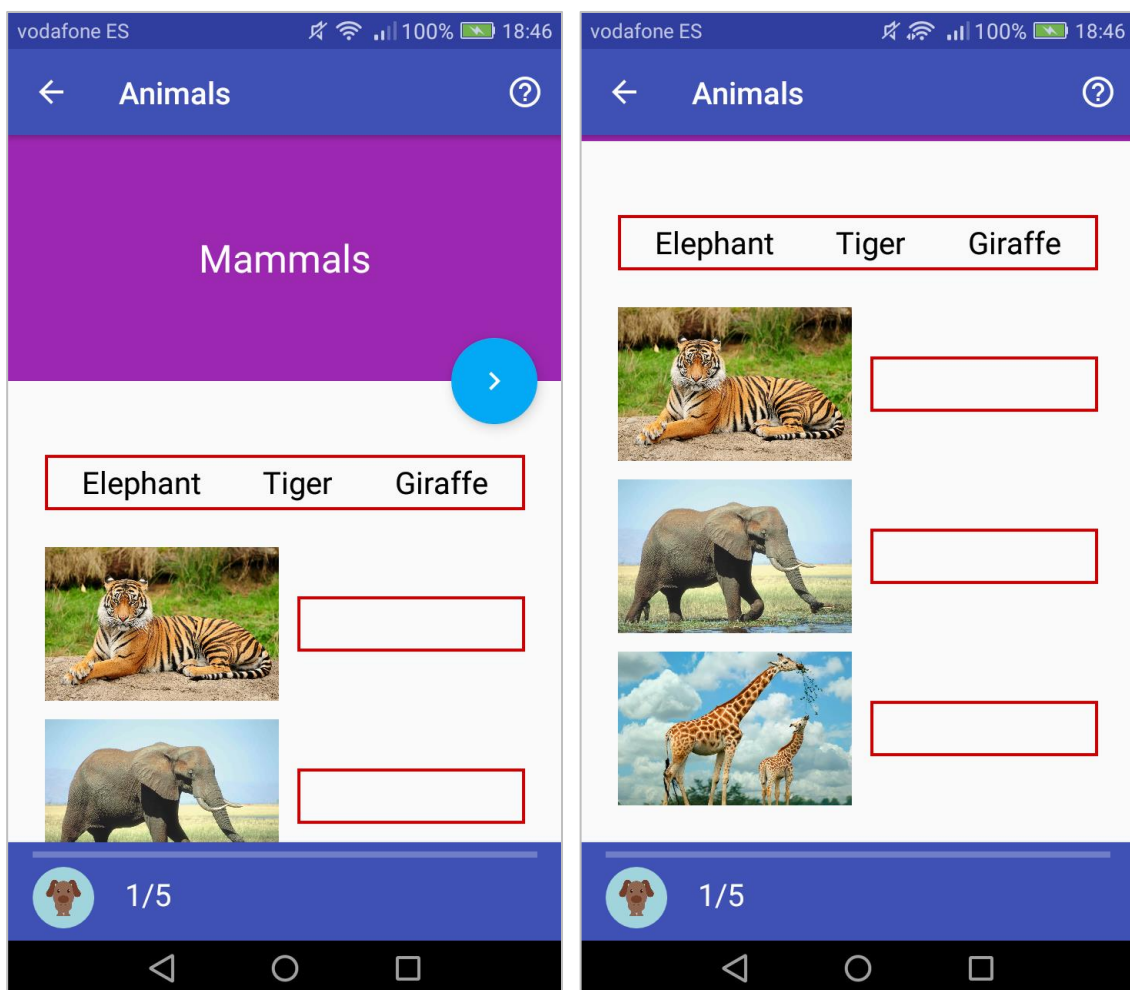 vodafone ES 100% 18:46
Animals
Mammals
Elephant Tiger Giraffe
1/5
vodafone ES 100% 18:46
Animals
Elephant Tiger Giraffe
1/5